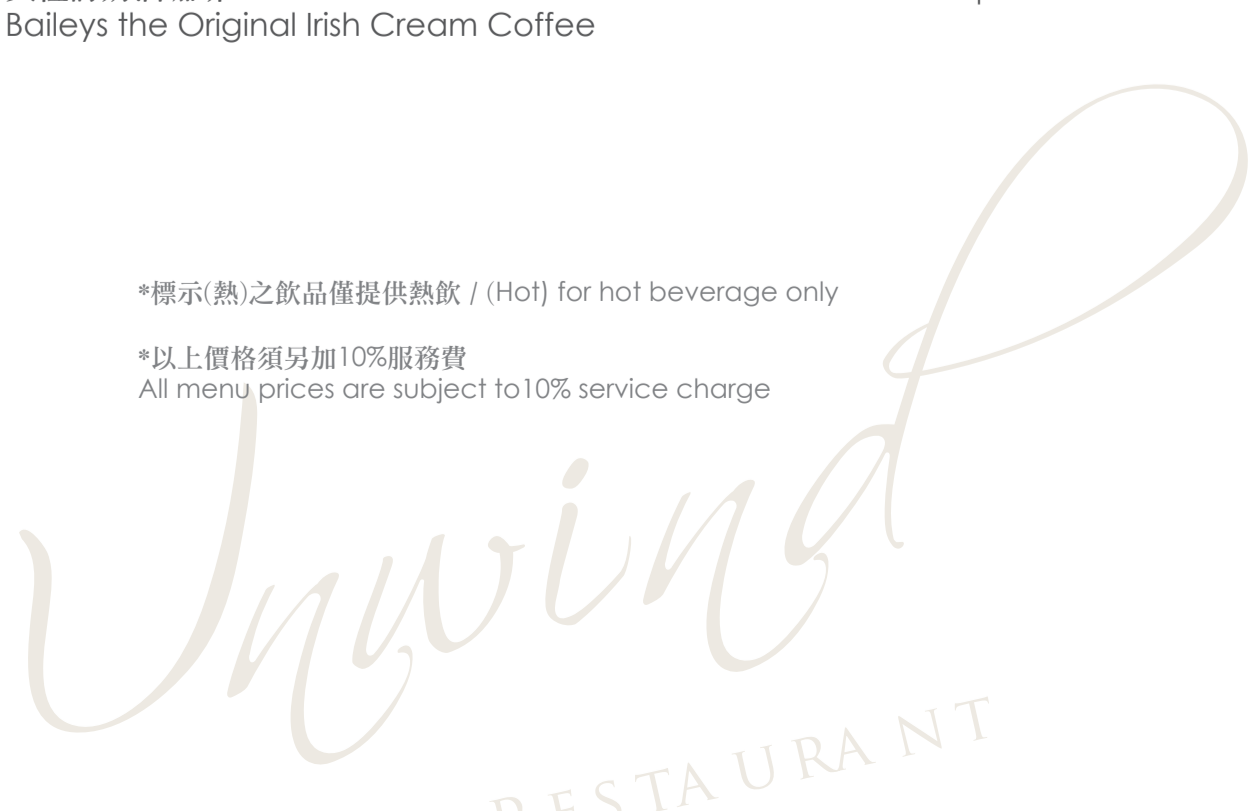 Baileys the Original Irish Cream Coffee
*標示(熱)之飲品僅提供熱飲 / (Hot) for hot beverage only
*以上價格須另加10%服務費
All menu prices are subject to10% service charge
Unwind
RESTAURANT